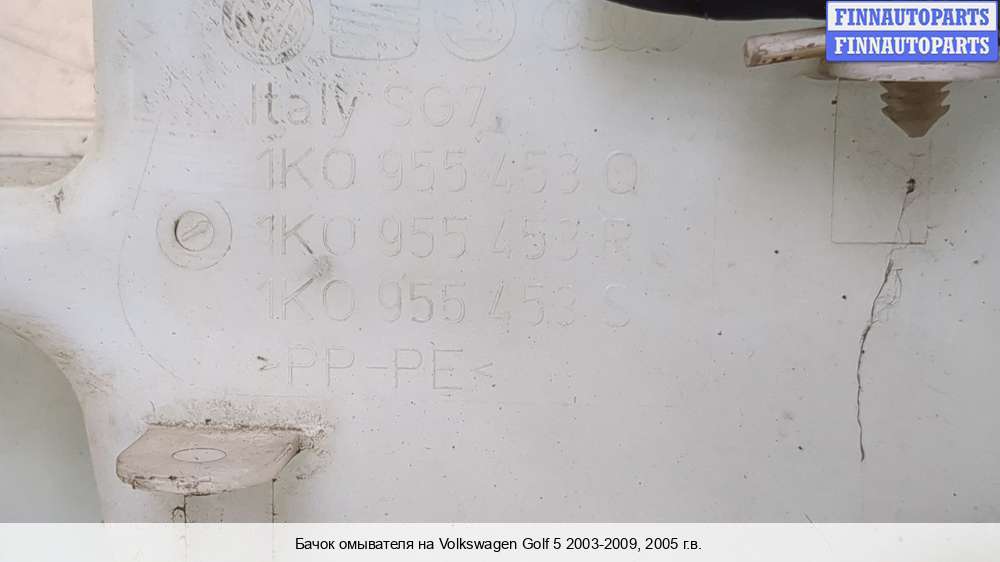 FINNAUTOPARTS
FINNAUTOPARTS
Italy SG7
1K0 955 453 Q
1K0 955 453 R
1K0 955 453 S
>PP-PE<
Бачок омывателя на Volkswagen Golf 5 2003-2009, 2005 г.в.